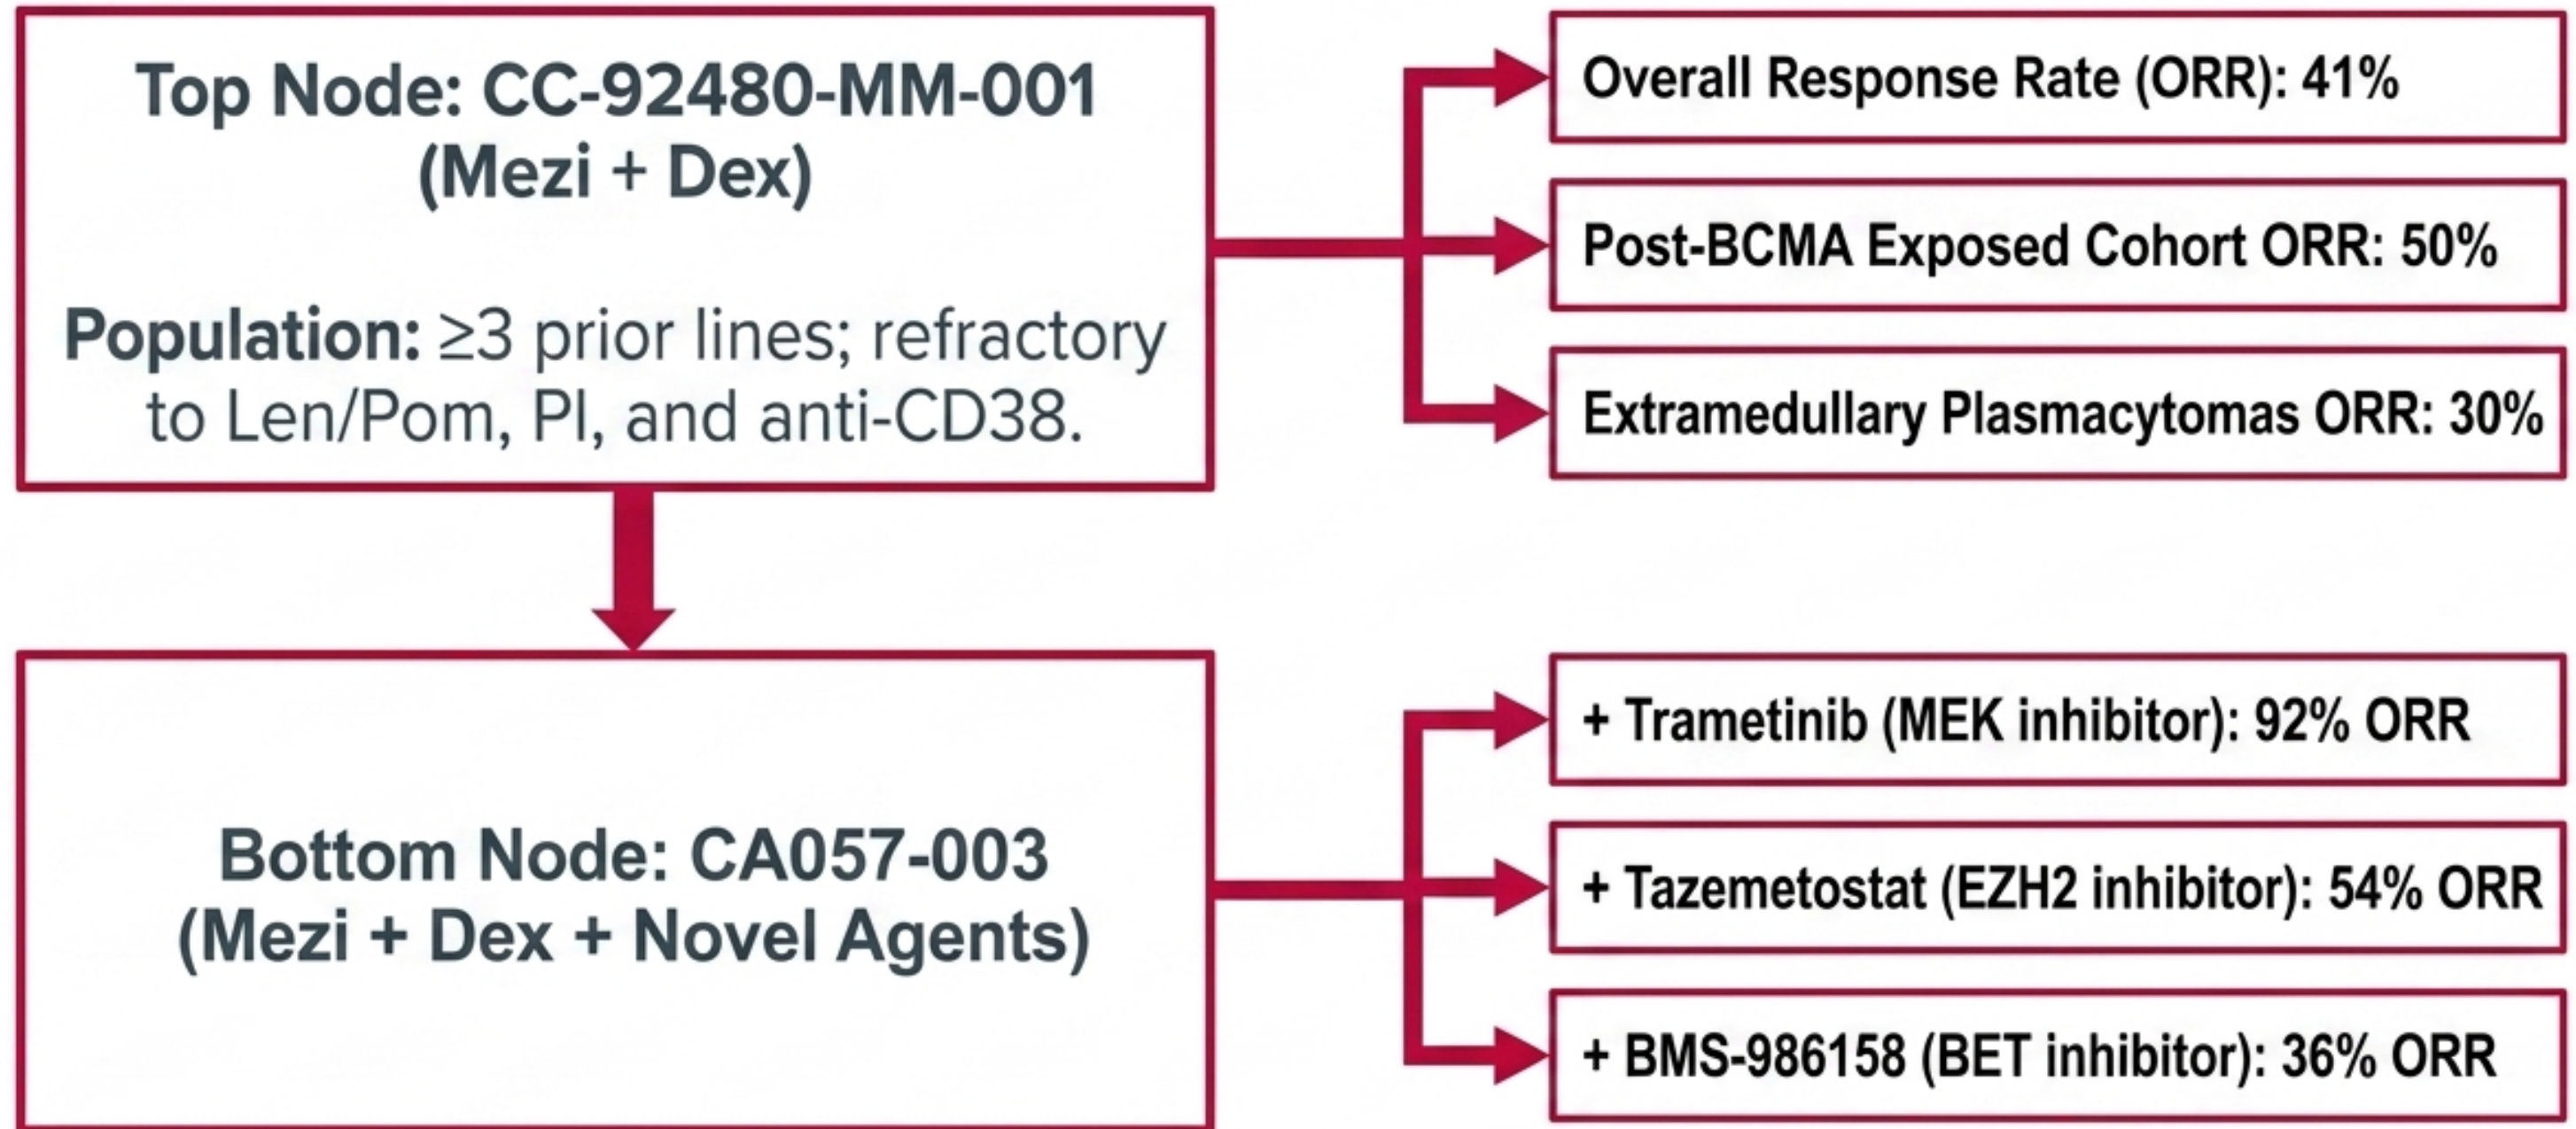 Top Node: CC-92480-MM-001
(Mezi + Dex)
Population: ≥3 prior lines; refractory
to Len/Pom, PI, and anti-CD38.
Overall Response Rate (ORR): 41%
Post-BCMA Exposed Cohort ORR: 50%
Extramedullary Plasmacytomas ORR: 30%
Bottom Node: CA057-003
(Mezi + Dex + Novel Agents)
+ Trametinib (MEK inhibitor): 92% ORR
+ Tazemetostat (EZH2 inhibitor): 54% ORR
+ BMS-986158 (BET inhibitor): 36% ORR